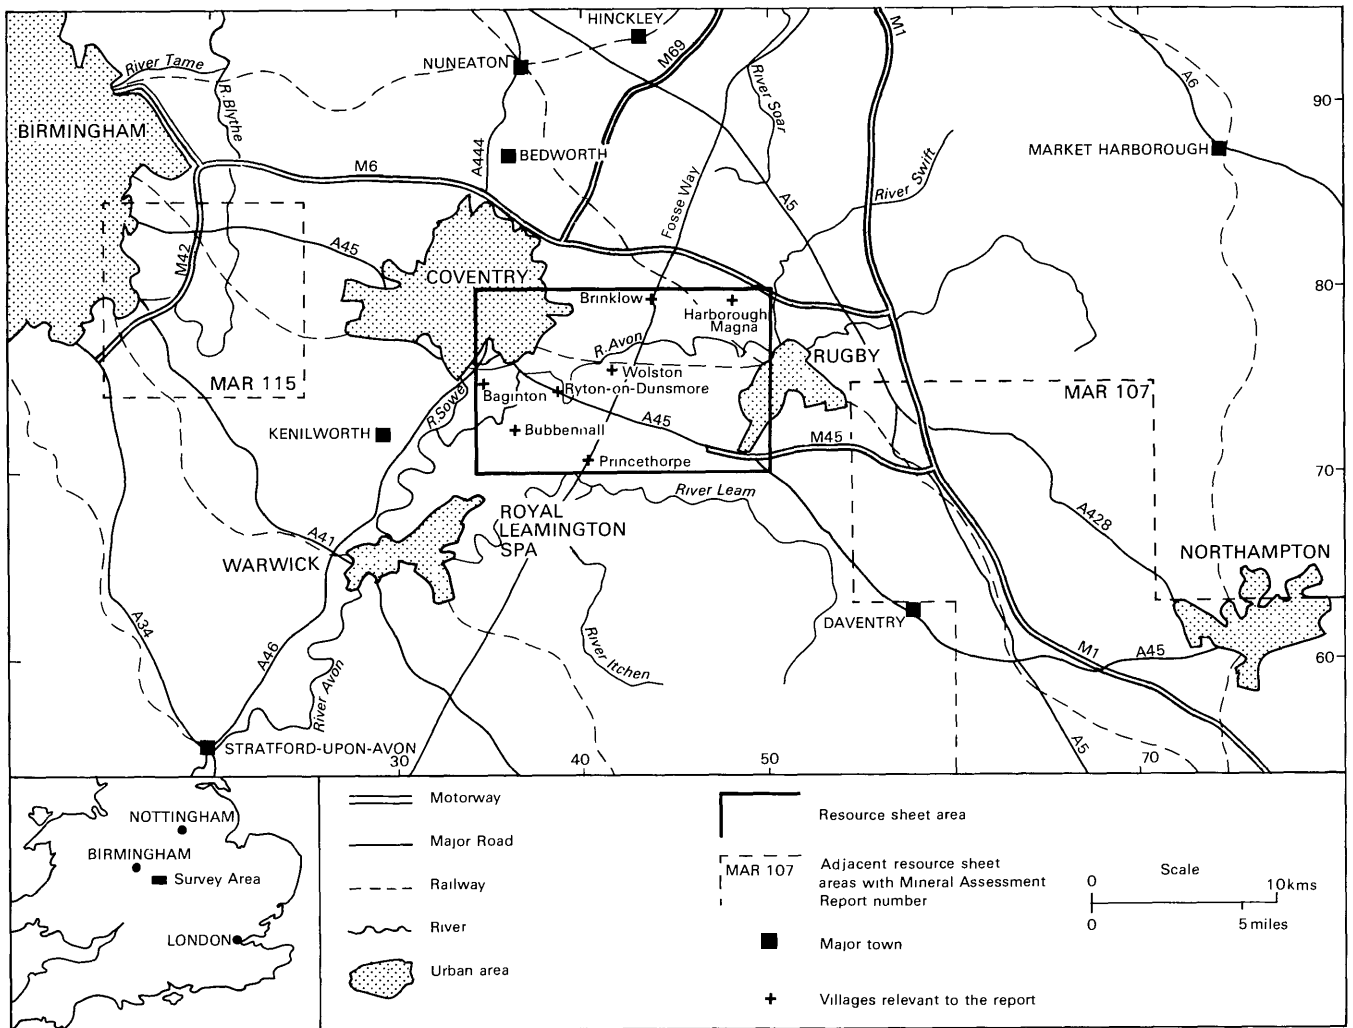 HINCKLEY
M1
River Tame
NUNEATON
M69
R.Blythe
River Soar
A6
90
BIRMINGHAM
A444
BEDWORTH
MARKET HARBOROUGH
M6
Fosse Way
A5
River Swift
A45
M42
COVENTRY
80
Brinklow
Harborough
Magna
R.Avon
RUGBY
MAR 115
Wolston
Ryton-on-Dunsmore
MAR 107
Baginton
R.Sowe
A45
KENILWORTH
Bubbenhall
M45
Princethorpe
70
River Leam
ROYAL
LEAMINGTON
SPA
A428
A41
WARWICK
NORTHAMPTON
A34
DAVENTRY
A46
River Itchen
M1
A45
60
River Avon
STRATFORD-UPON-AVON
30
40
50
A5
70
NOTTINGHAM
BIRMINGHAM
Survey Area
LONDON
Motorway
Major Road
Railway
River
Urban area
Resource sheet area
MAR 107
Adjacent resource sheet
areas with Mineral Assessment
Report number
Major town
Villages relevant to the report
Scale
0
10 kms
0
5 miles